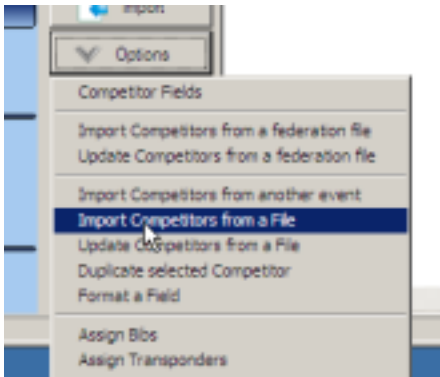 Import
Options
Competitor Fields
Import Competitors from a federation file
Update Competitors from a federation file
Import Competitors from another event
Import Competitors from a File
Update Competitors from a File
Duplicate selected Competitor
Format a Field
Assign Bibs
Assign Transponders